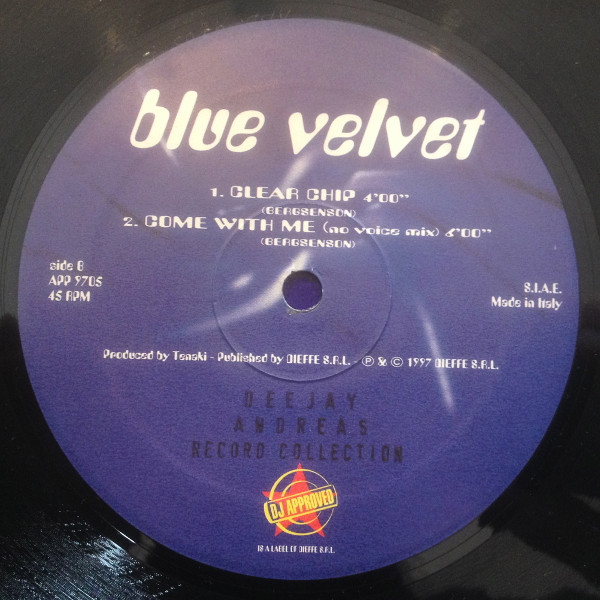 blue velvet
1. CLEAR CHIP 4'00"
(BERGSENSON)
2. COME WITH ME (no voice mix) 6'00"
(BERGSENSON)
side B
APP 9705
45 RPM
S.I.A.E.
Made in Italy
Produced by Tenaki - Published by DIEFFE S.R.L. - ℗ & © 1997 DIEFFE S.R.L.
DEEJAY
ANDREAS
RECORD COLLECTION
DJ APPROVED
IS A LABEL OF DIEFFE S.R.L.